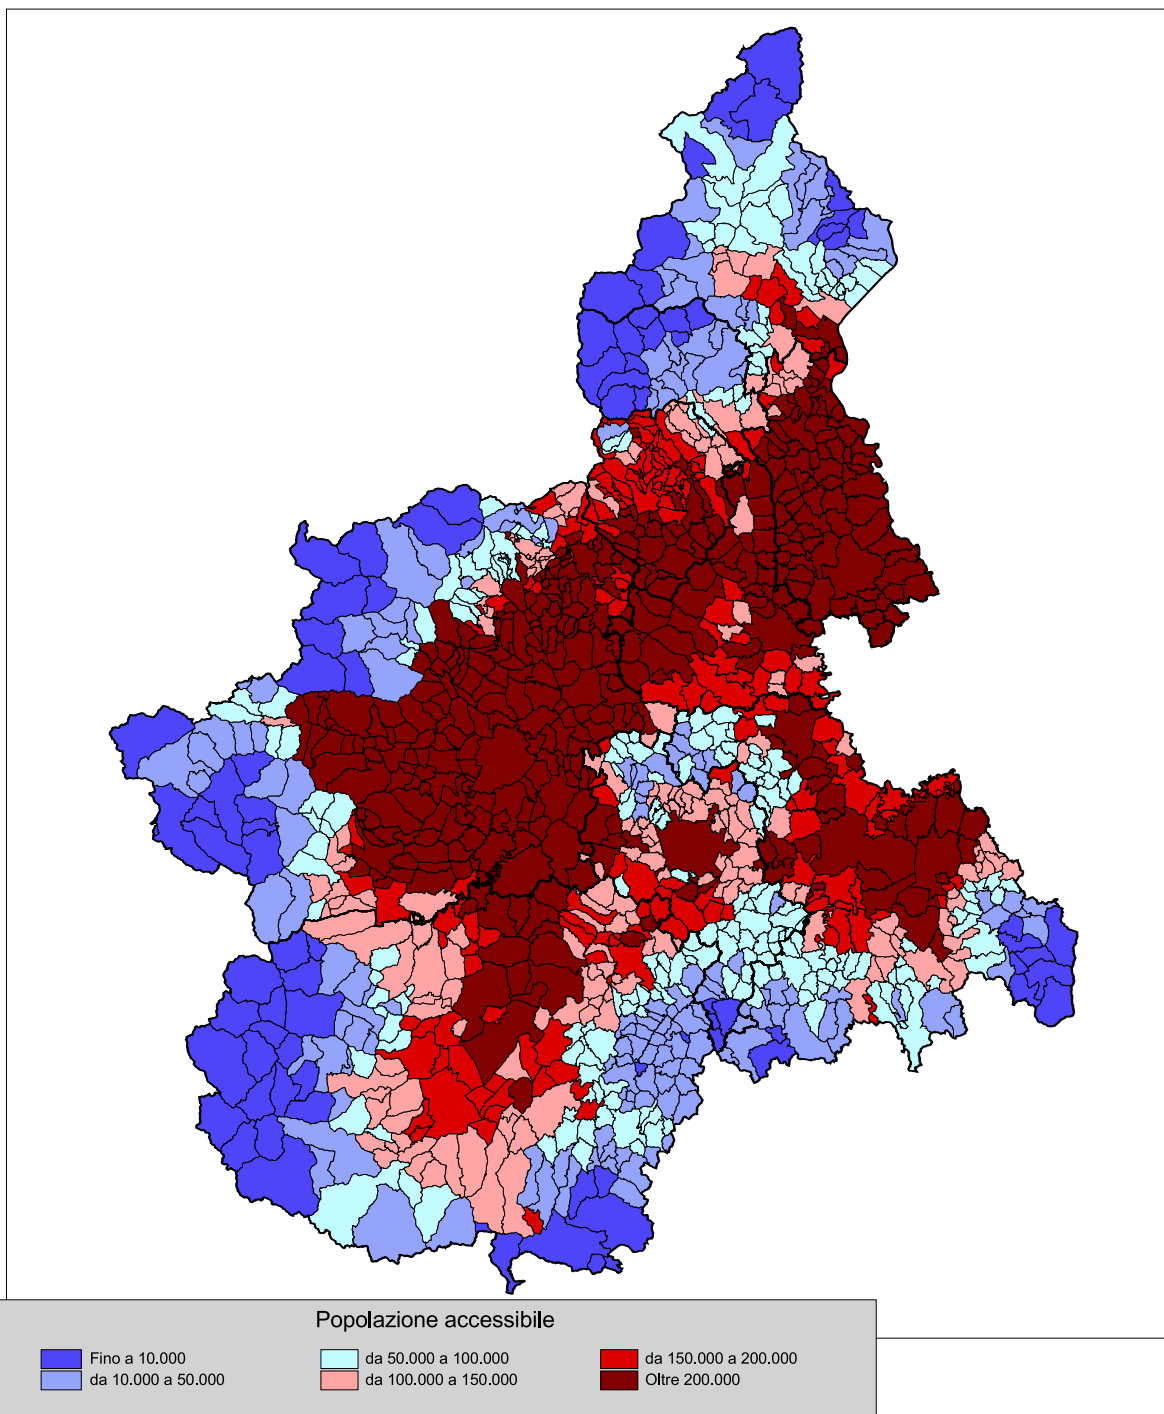 Popolazione accessibile
Fino a 10.000
da 50.000 a 100.000
da 150.000 a 200.000
da 10.000 a 50.000
da 100.000 a 150.000
Oltre 200.000